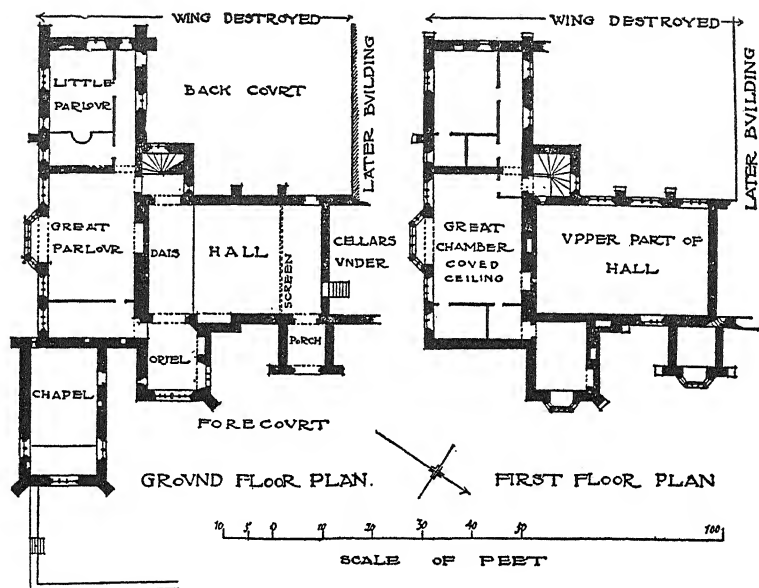 WING DESTROYED
LITTLE
PARLOVR
BACK COVRT
LATER BUILDING
GREAT
PARLOVR
DAIS
HALL
SCREEN
CELLARS
VNDER
ORIEL
PORCH
CHAPEL
FORECOVRT
GROVND FLOOR PLAN.
WING DESTROYED
LATER BUILDING
GREAT
CHAMBER
COVED
CEILING
VPPER PART OF
HALL
FIRST FLOOR PLAN
10 5 0 10 20 30 40 50 100
SCALE OF FEET